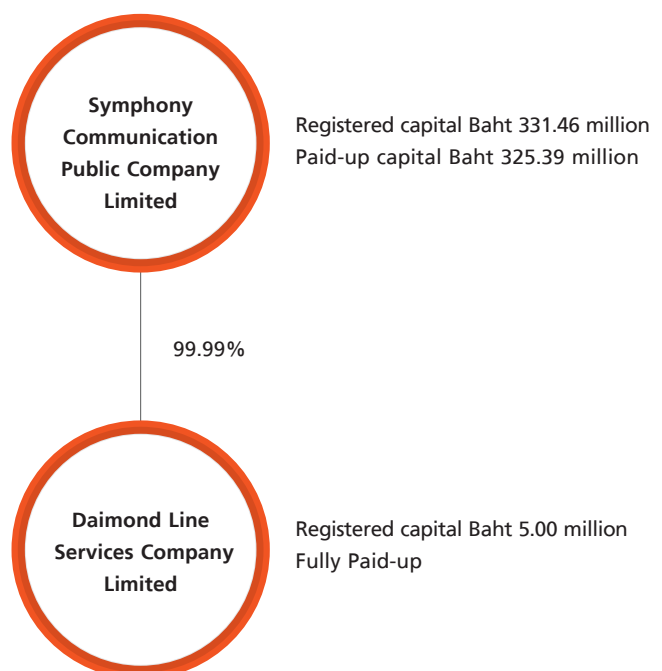 Symphony
Communication
Public Company
Limited
Registered capital Baht 331.46 million
Paid-up capital Baht 325.39 million
99.99%
Daimond Line
Services Company
Limited
Registered capital Baht 5.00 million
Fully Paid-up